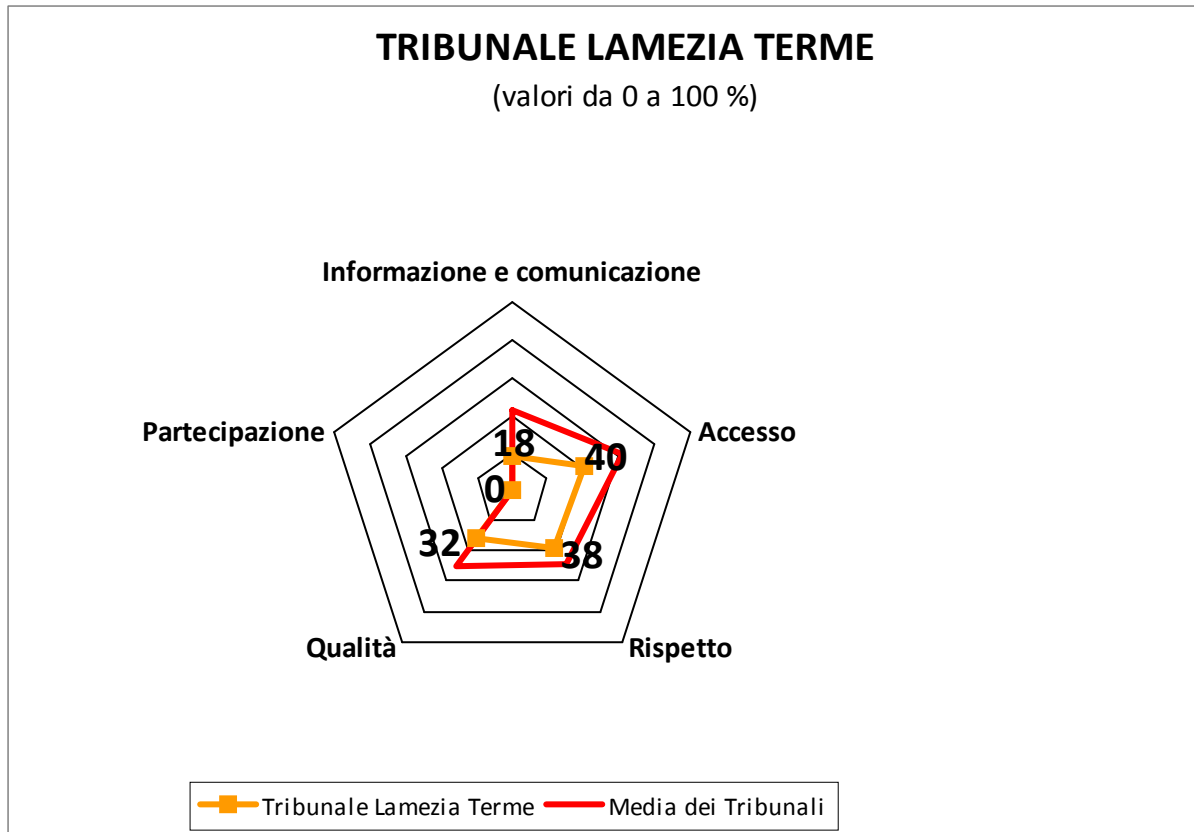 TRIBUNALE LAMEZIA TERME
(valori da 0 a 100 %)
Informazione e comunicazione
Partecipazione
Accesso
18
40
0
32
38
Qualità
Rispetto
Tribunale Lamezia Terme
Media dei Tribunali